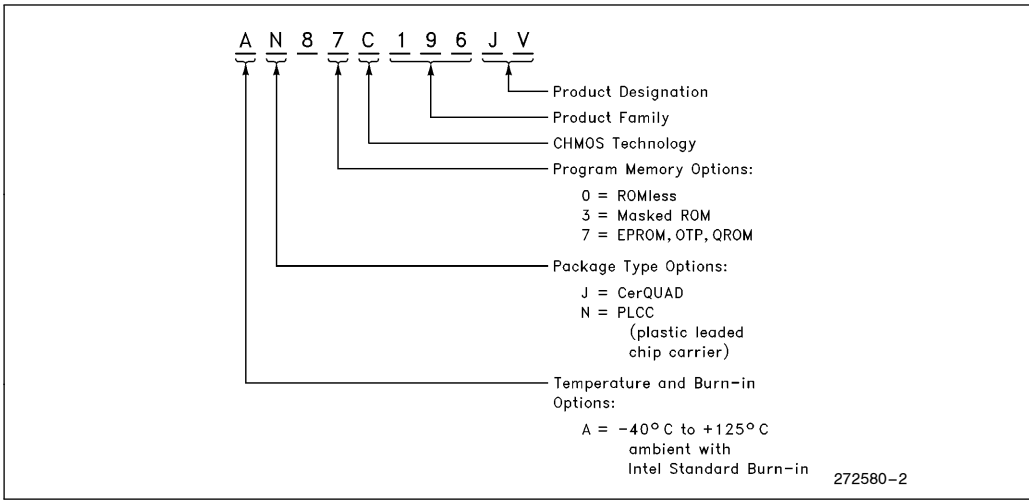 A N 8 7 C 1 9 6 J V
Product Designation
Product Family
CHMOS Technology
Program Memory Options:
0 = ROMless
3 = Masked ROM
7 = EPROM, OTP, QROM
Package Type Options:
J = CerQUAD
N = PLCC
(plastic leaded
chip carrier)
Temperature and Burn-in
Options:
A = -40°C to +125°C
ambient with
Intel Standard Burn-in
272580-2